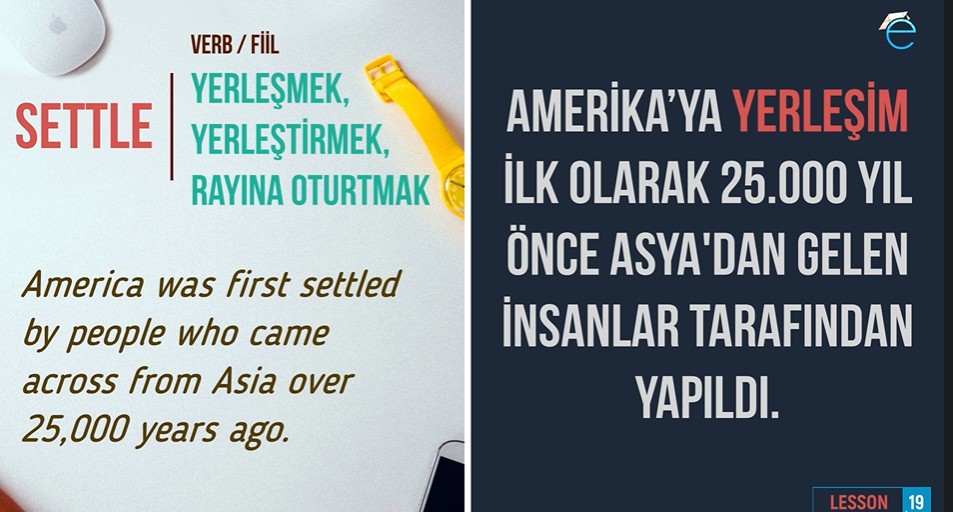 VERB / FİİL
SETTLE
YERLEŞMEK,
YERLEŞTİRMEK,
RAYINA OTURTMAK
America was first settled
by people who came
across from Asia over
25,000 years ago.
AMERİKA’YA YERLEŞİM
İLK OLARAK 25.000 YIL
ÖNCE ASYA'DAN GELEN
İNSANLAR TARAFINDAN
YAPILDI.
LESSON 19